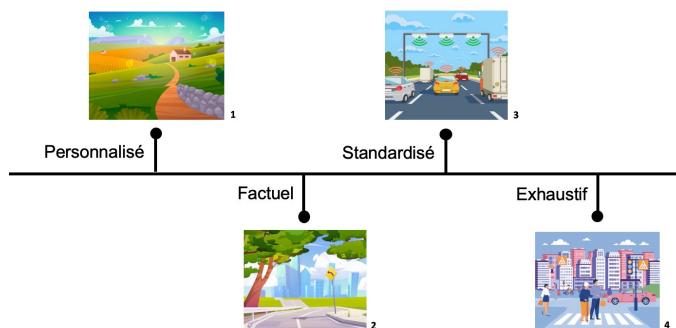 1
3
Personnalisé
Standardisé
Factuel
Exhaustif
2
4